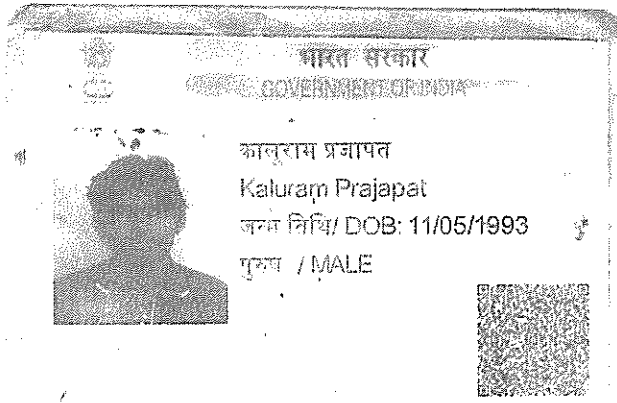 भारत सरकार
GOVERNMENT OF INDIA
कालूराम प्रजापत
Kaluram Prajapat
जन्म तिथि/ DOB: 11/05/1993
पुरुष / MALE